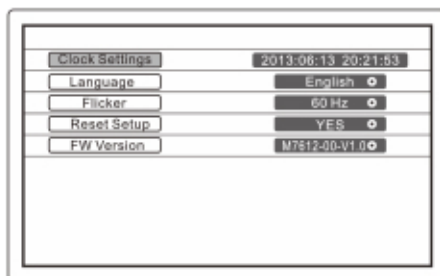 Clock Settings 2013:06:13 20:21:53
Language English
Flicker 60 Hz
Reset Setup YES
FW Version M7612-00-V1.0